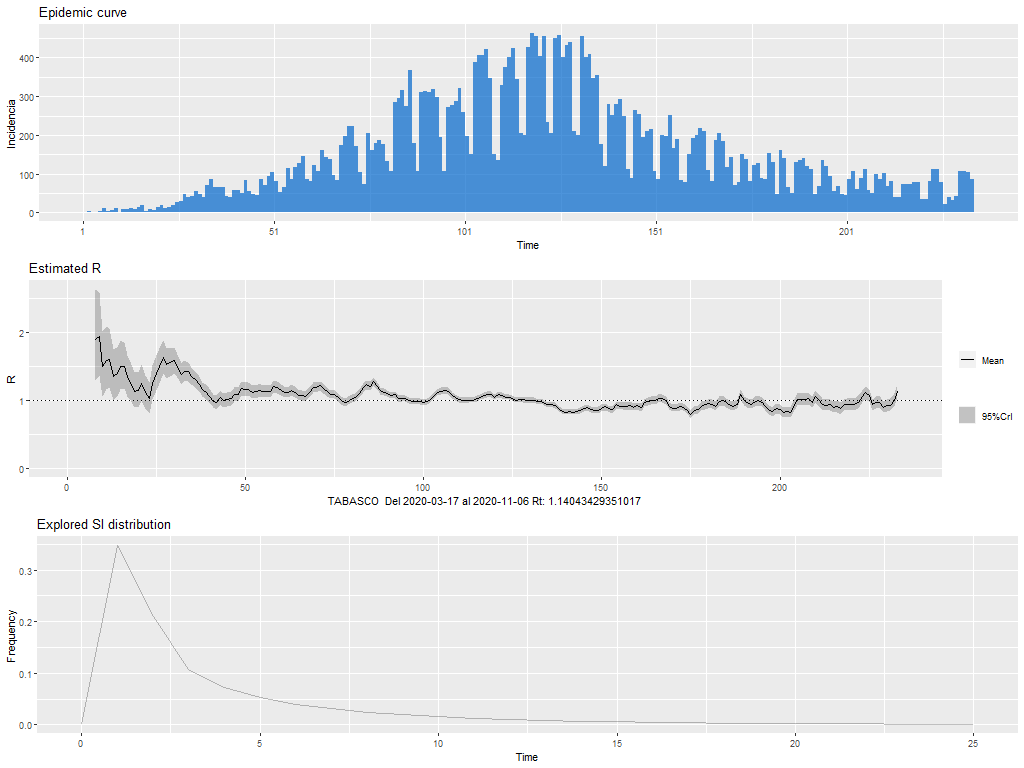 Epidemic curve
Incidencia
400
300
200
100
0
1
51
101
151
201
Time
Estimated R
R
2
1
0
0
50
100
150
200
Mean
95%CrI
TABASCO Del 2020-03-17 al 2020-11-06 Rt: 1.14043429351017
Explored SI distribution
Frequency
0.3
0.2
0.1
0.0
0
5
10
15
20
25
Time